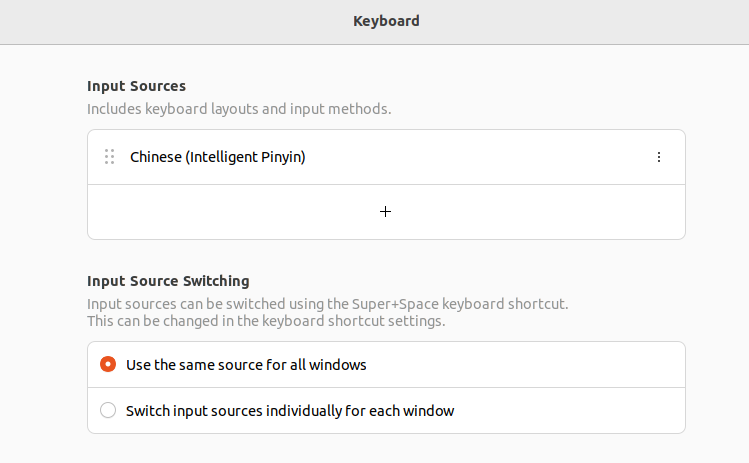 Keyboard
Input Sources
Includes keyboard layouts and input methods.
Chinese (Intelligent Pinyin)
Input Source Switching
Input sources can be switched using the Super+Space keyboard shortcut.
This can be changed in the keyboard shortcut settings.
Use the same source for all windows
Switch input sources individually for each window